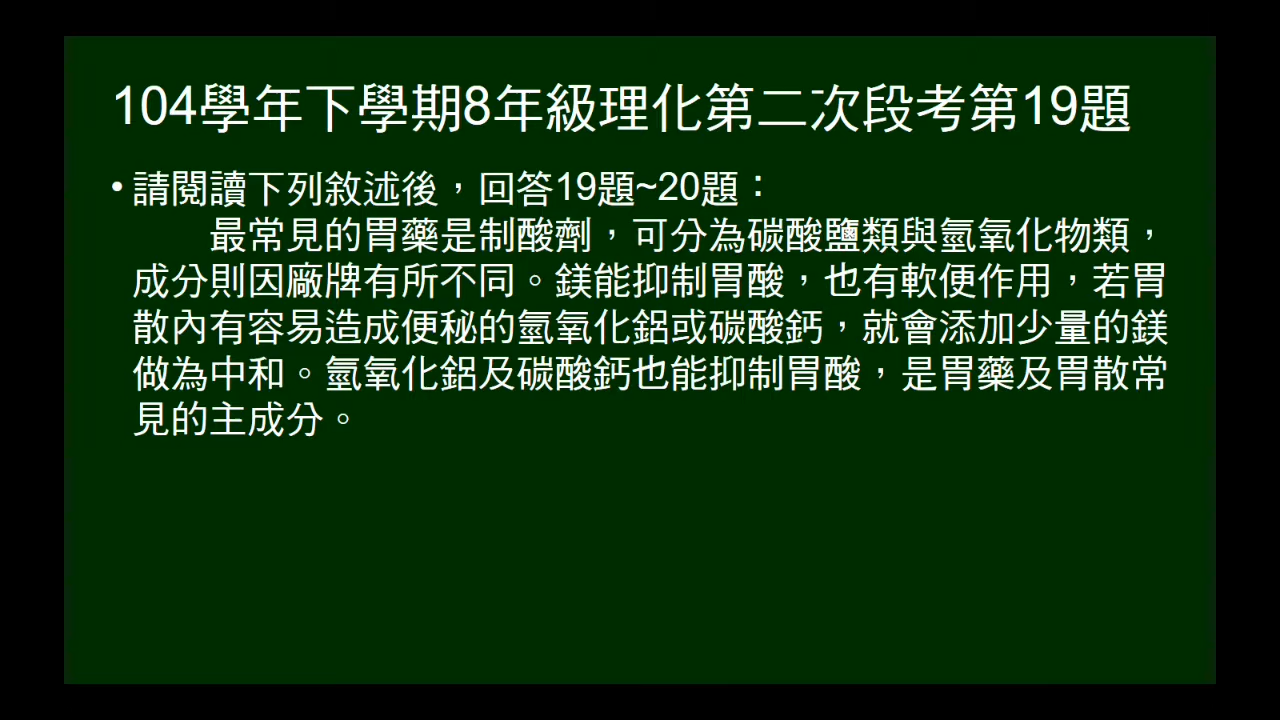 104學年下學期8年級理化第二次段考第19題
• 請閱讀下列敘述後，回答19題~20題：
最常見的胃藥是制酸劑，可分為碳酸鹽類與氫氧化物類，
成分則因廠牌有所不同。鎂能抑制胃酸，也有軟便作用，若胃
散內有容易造成便秘的氫氧化鋁或碳酸鈣，就會添加少量的鎂
做為中和。氫氧化鋁及碳酸鈣也能抑制胃酸，是胃藥及胃散常
見的主成分。